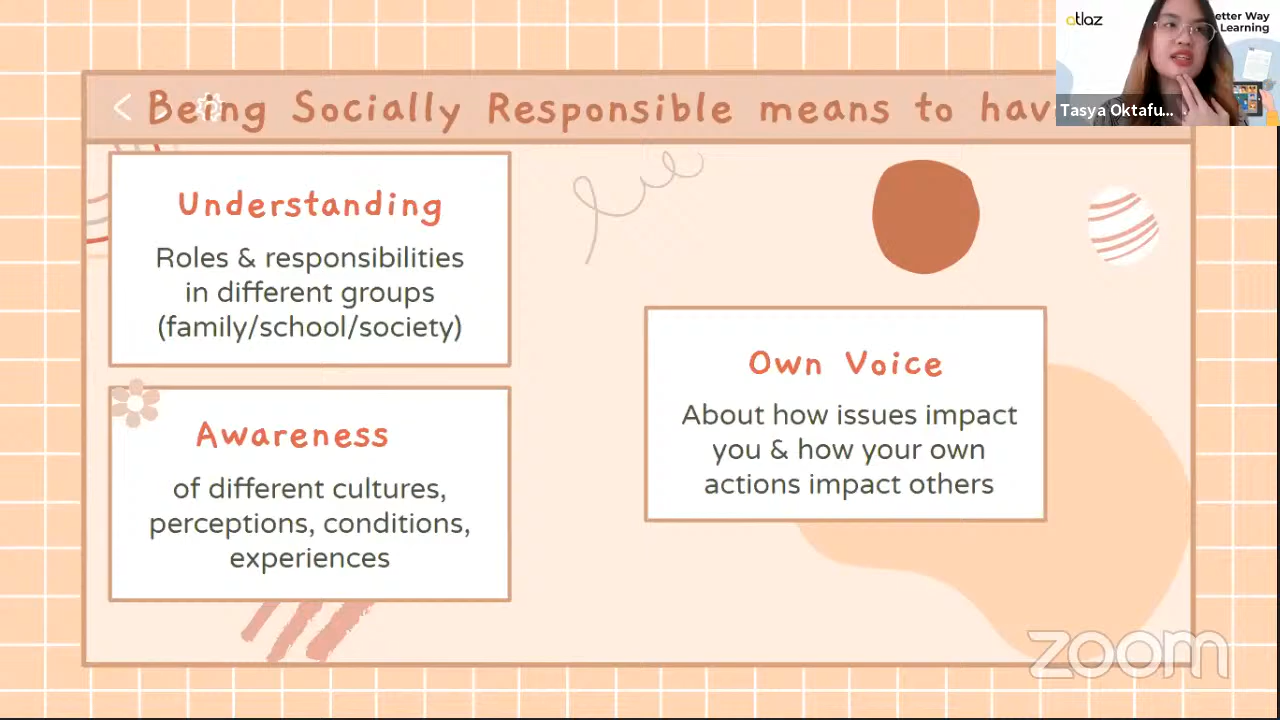 Being Socially Responsible means to hav
Understanding
Roles & responsibilities
in different groups
(family/school/society)
Awareness
of different cultures,
perceptions, conditions,
experiences
Own Voice
About how issues impact
you & how your own
actions impact others
atlaz
etter Way
Learning
Tasya Oktafu...
zoom